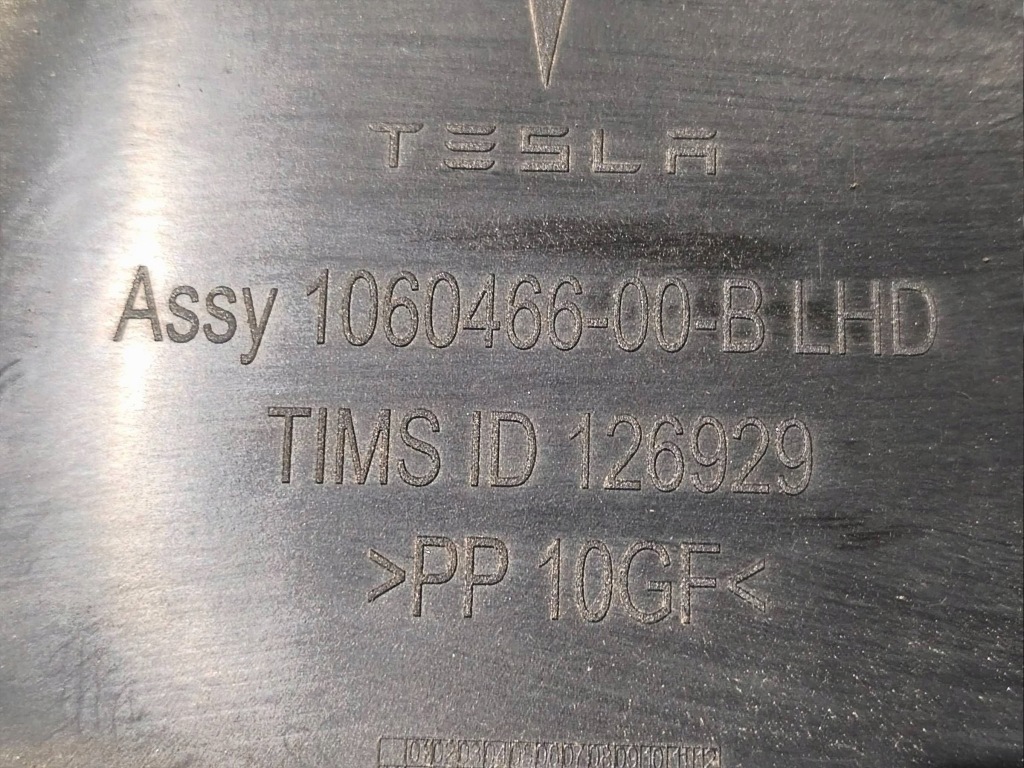 TESLA
Assy 1060466-00-B LHD
TIMS ID 126929
>PP 10GF<